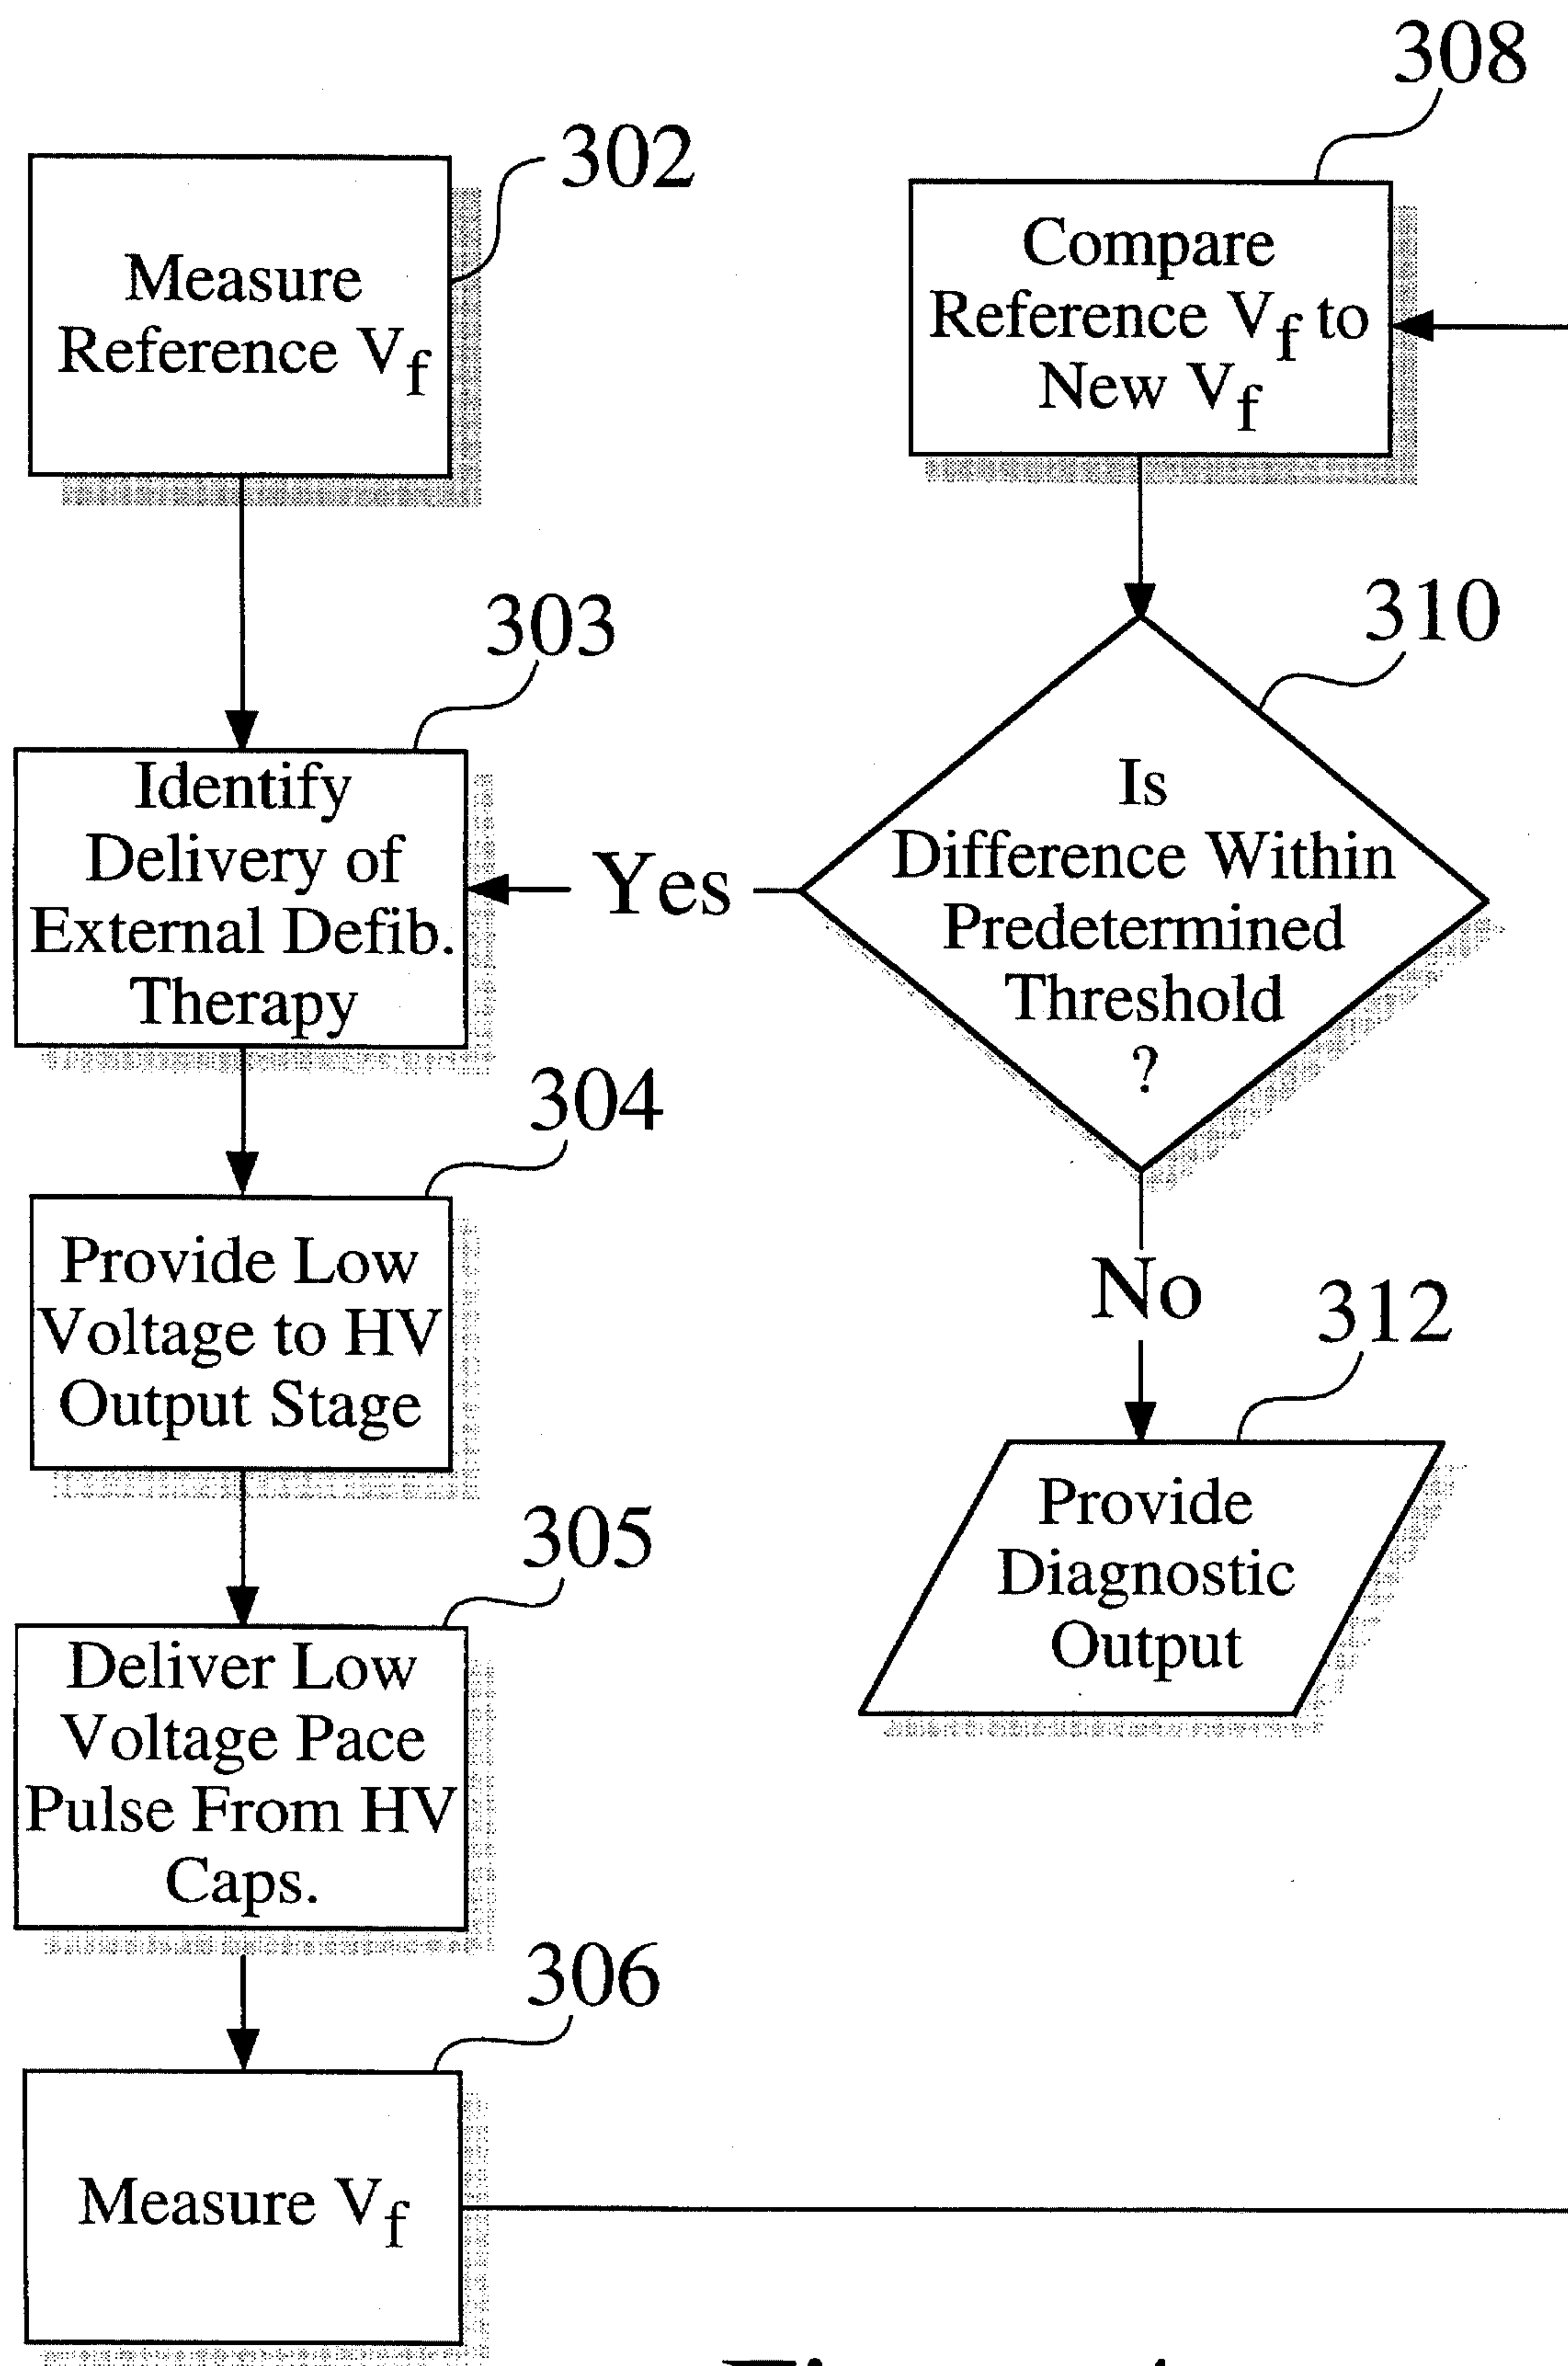 302
Measure
Reference Vf
303
Identify
Delivery of
External Defib.
Therapy
304
Provide Low
Voltage to HV
Output Stage
305
Deliver Low
Voltage Pace
Pulse From HV
Caps.
306
Measure Vf
308
Compare
Reference Vf to
New Vf
310
Is
Difference Within
Predetermined
Threshold
?
Yes
No
312
Provide
Diagnostic
Output